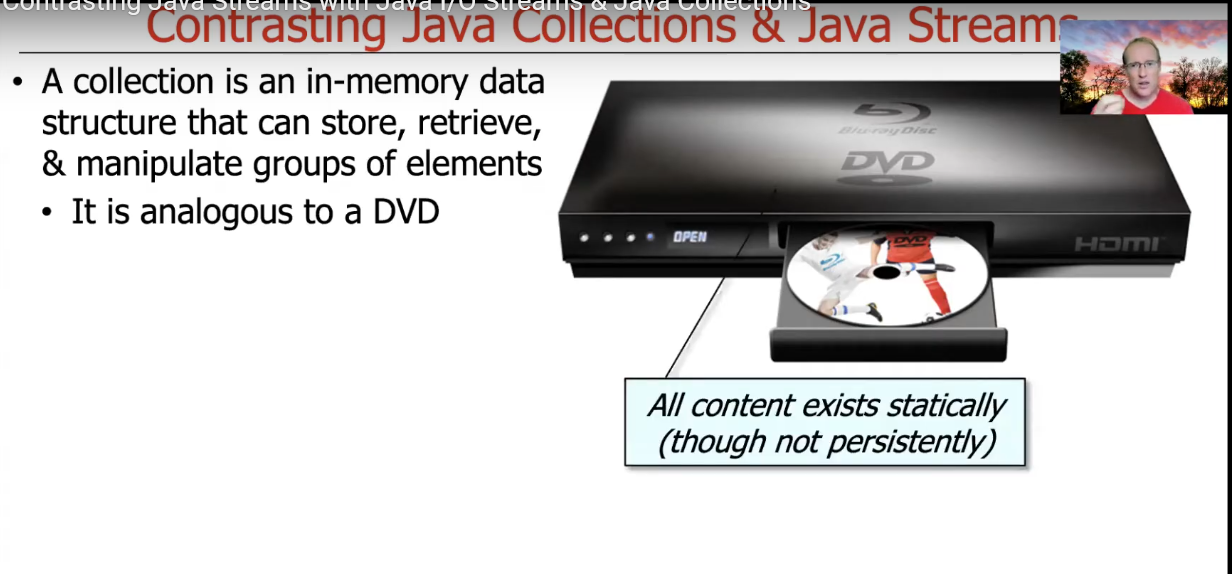 Contrasting Java Streams with Java I/O Streams & Java Collections
Contrasting Java Collections & Java Streams
• A collection is an in-memory data
structure that can store, retrieve,
& manipulate groups of elements
• It is analogous to a DVD
Blu-ray Disc
DVD
OPEN
HDMI
DVD
All content exists statically
(though not persistently)